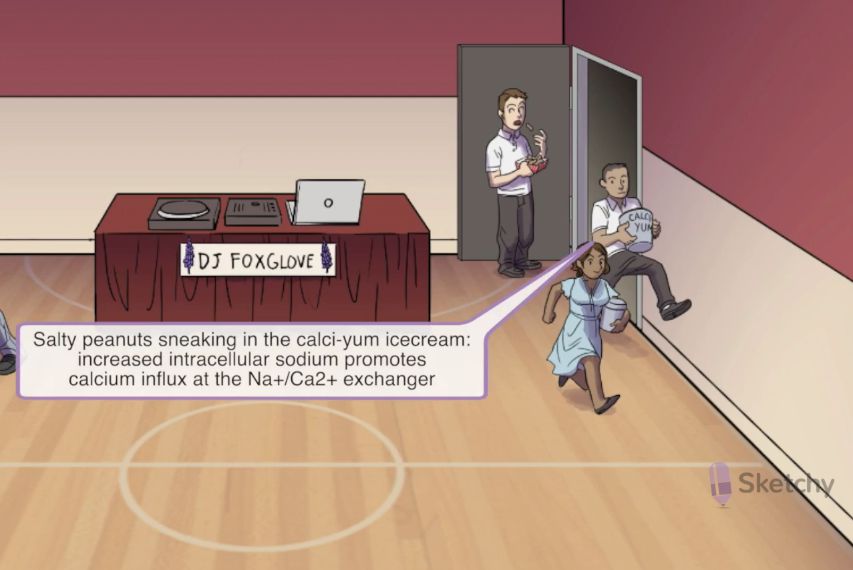 CALCI
YUM
DJ FOXGLOVE
Salty peanuts sneaking in the calci-yum icecream:
increased intracellular sodium promotes
calcium influx at the Na+/Ca2+ exchanger
Sketchy